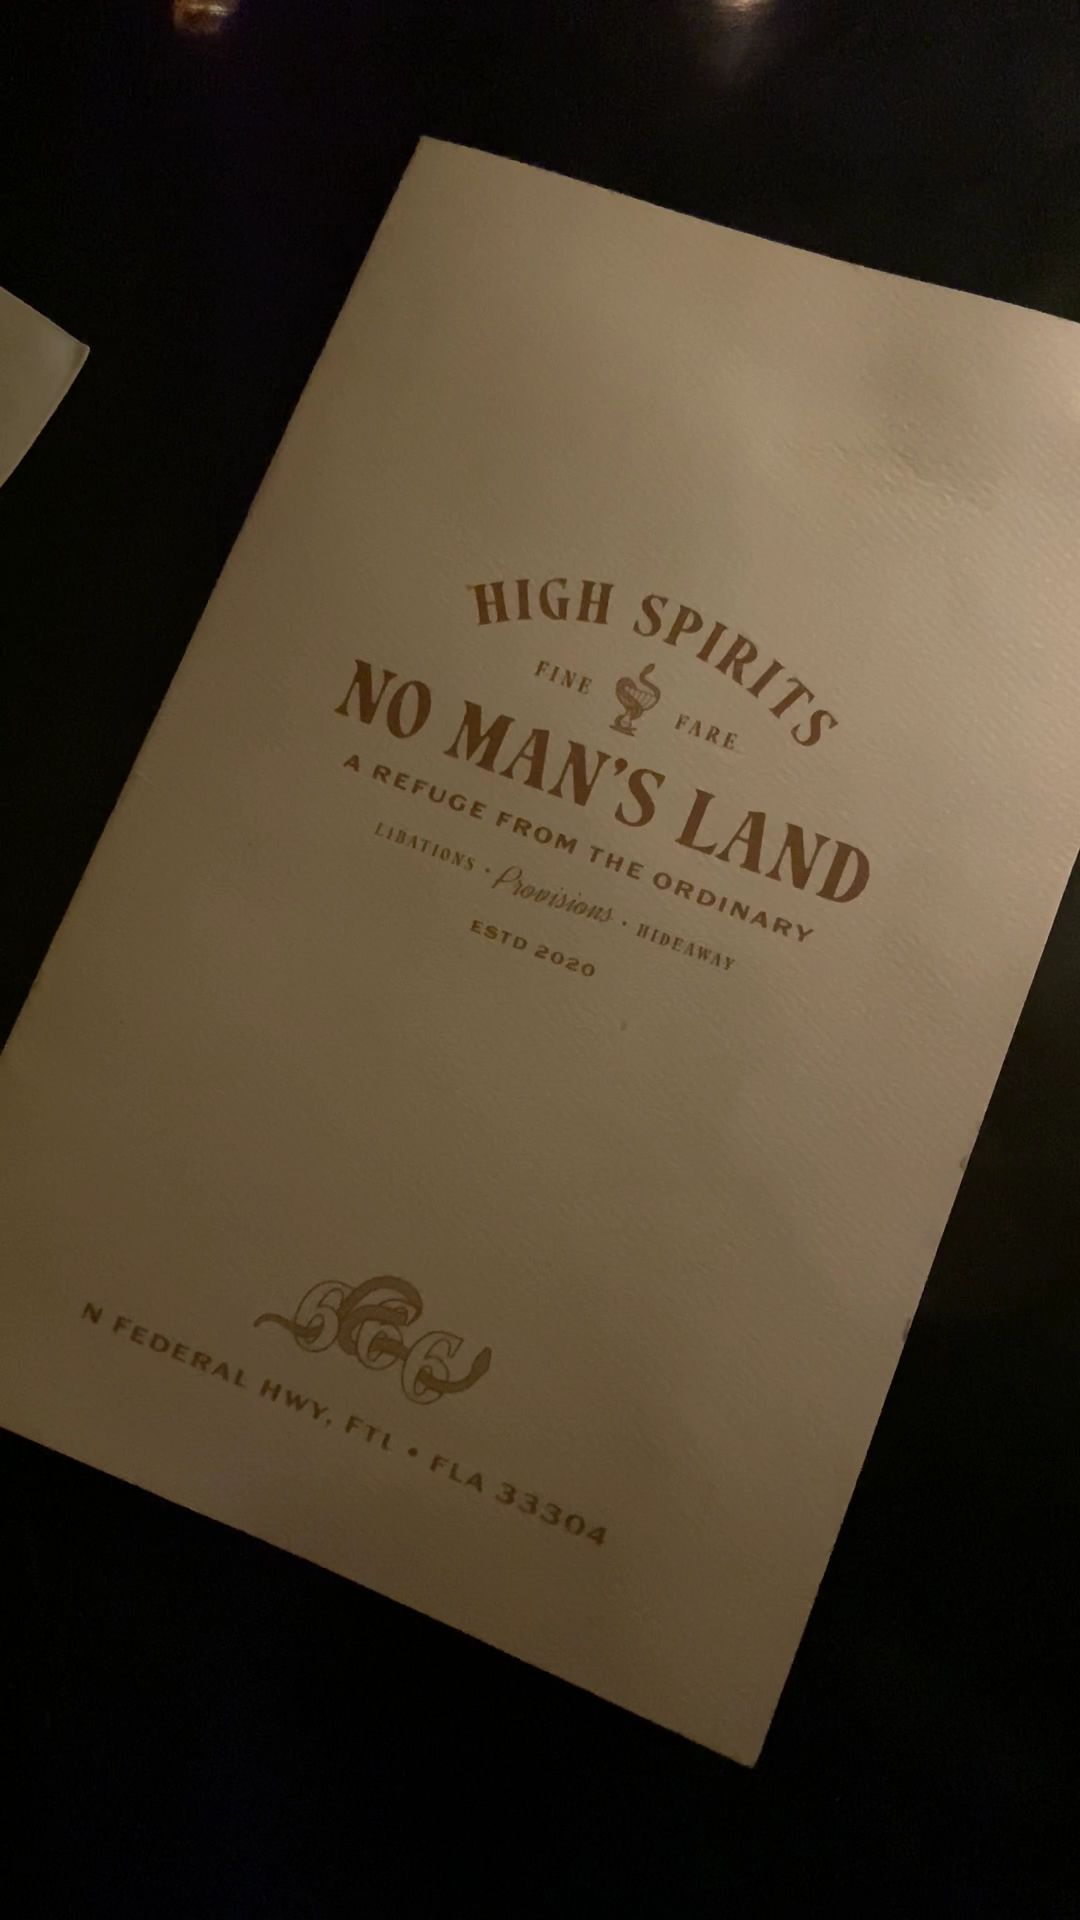 HIGH SPIRITS
FINE FARE
NO MAN'S LAND
A REFUGE FROM THE ORDINARY
LIBATIONS · Provisions · HIDEAWAY
ESTD 2020
666
N FEDERAL HWY, FTL • FLA 33304